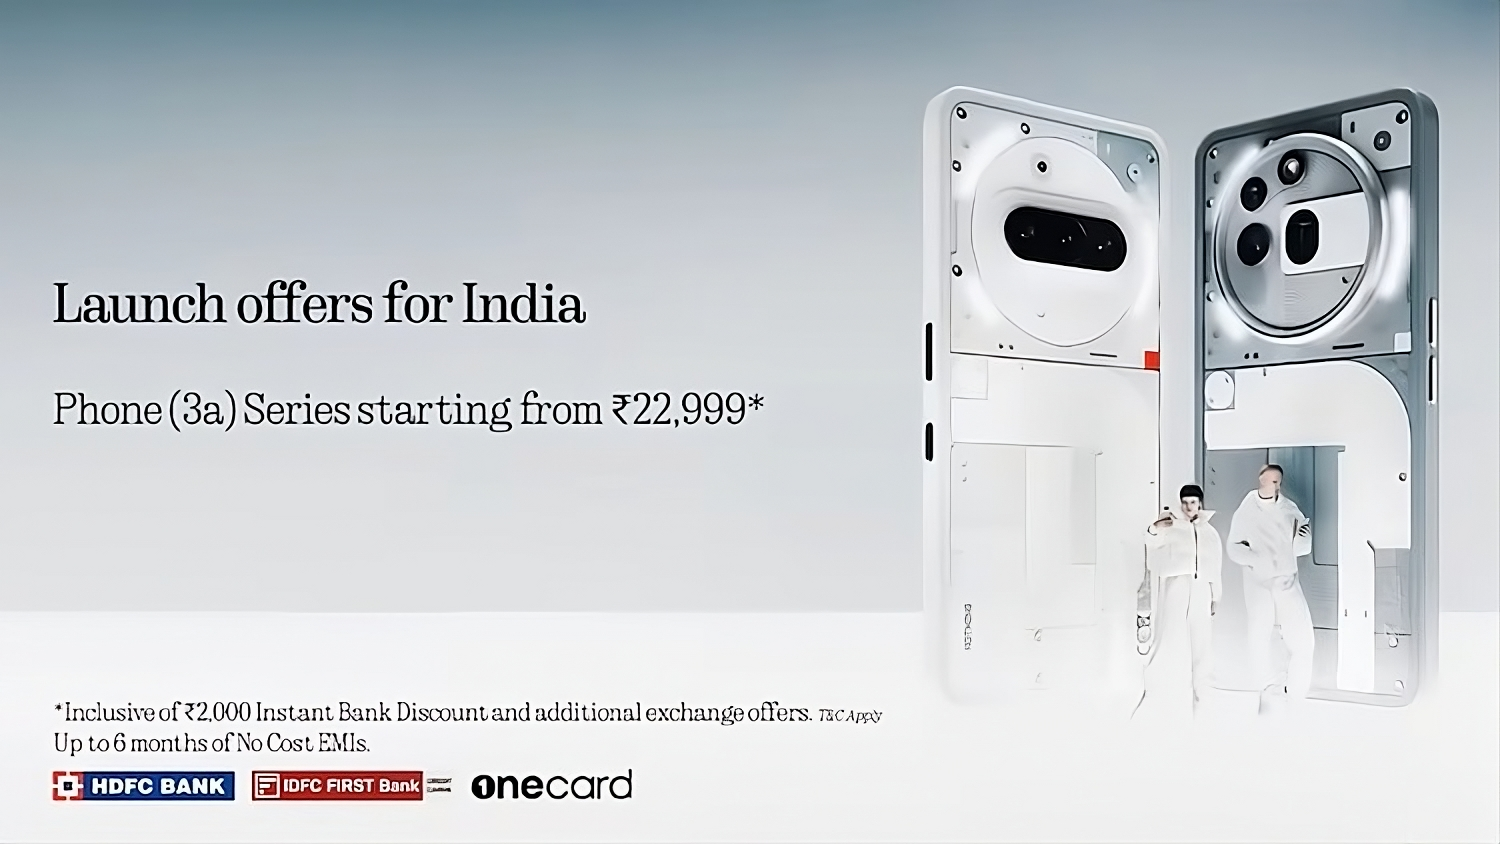 Launch offers for India
Phone (3a) Series starting from ₹22,999*
*Inclusive of ₹2,000 Instant Bank Discount and additional exchange offers. T&C Apply
Up to 6 months of No Cost EMIs.
HDFC BANK IDFC FIRST Bank onecard